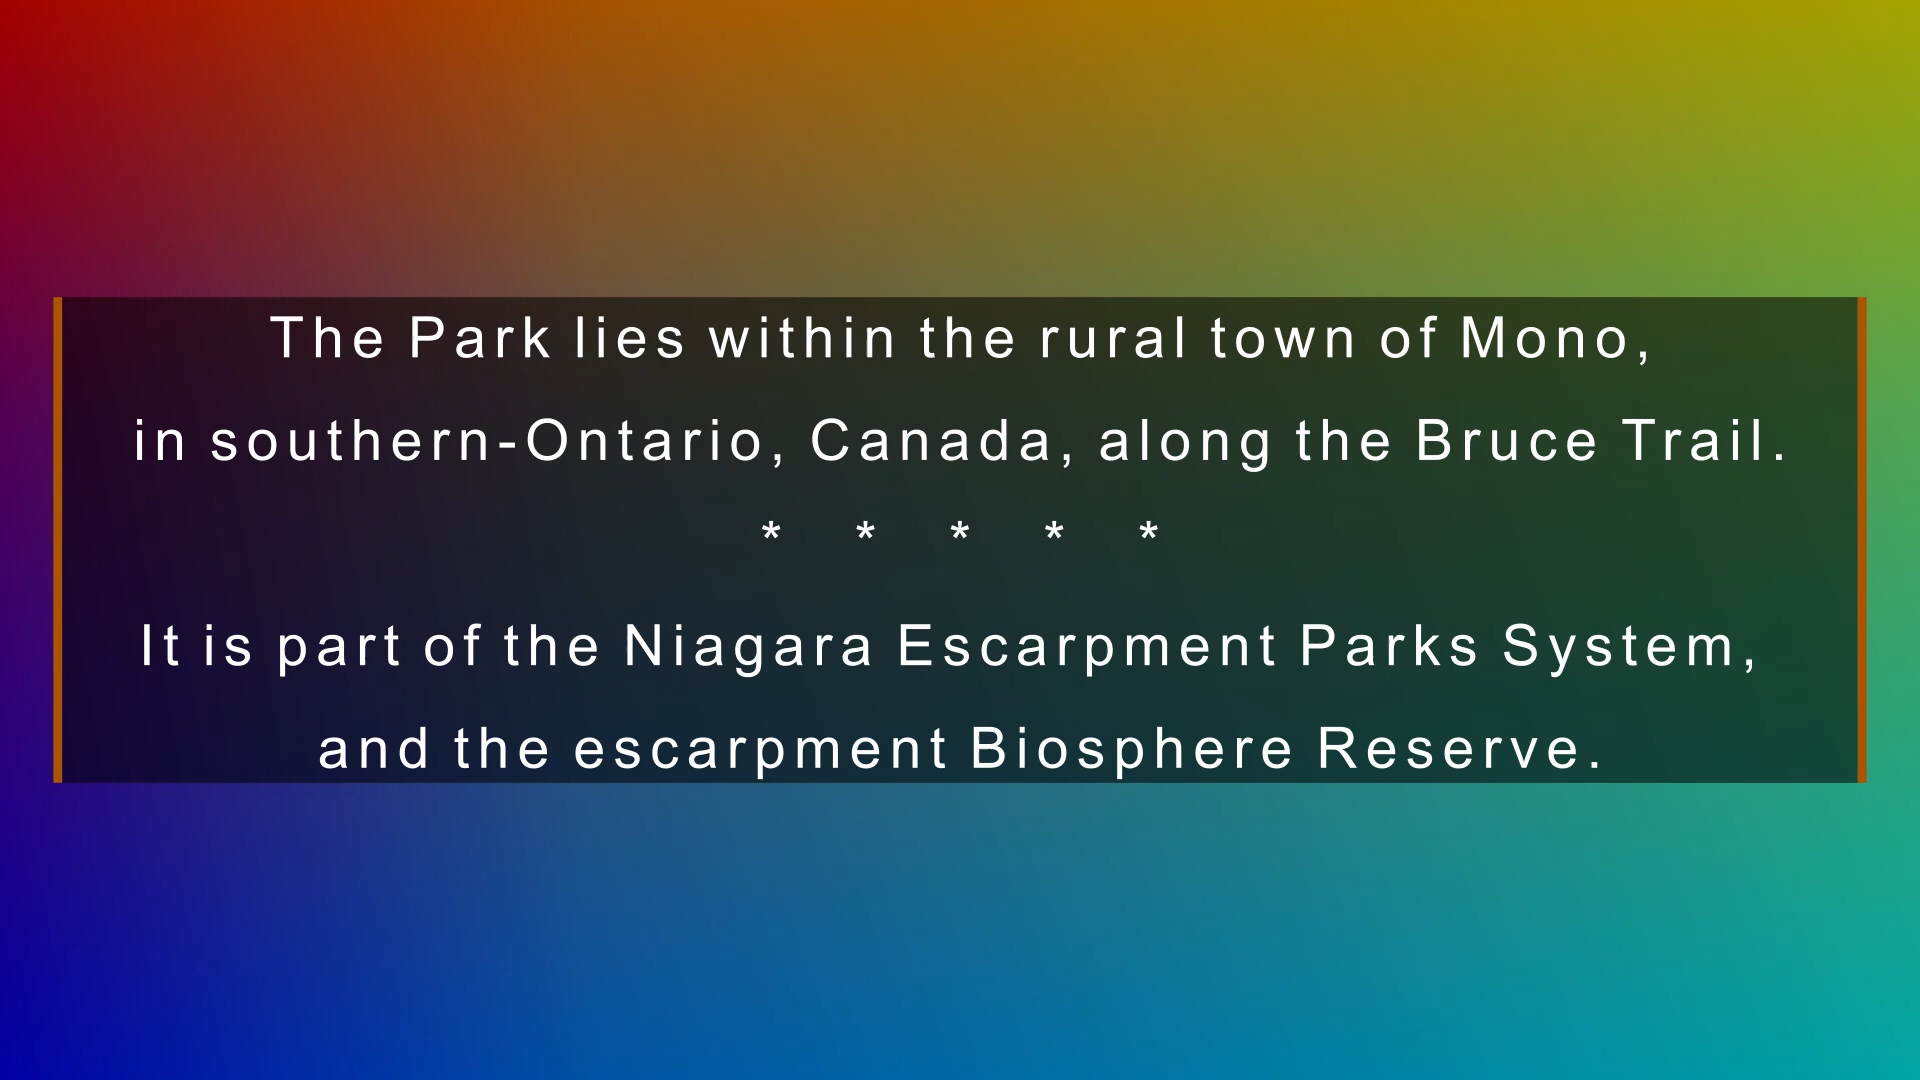 The Park lies within the rural town of Mono,
in southern-Ontario, Canada, along the Bruce Trail.
* * * * *
It is part of the Niagara Escarpment Parks System,
and the escarpment Biosphere Reserve.